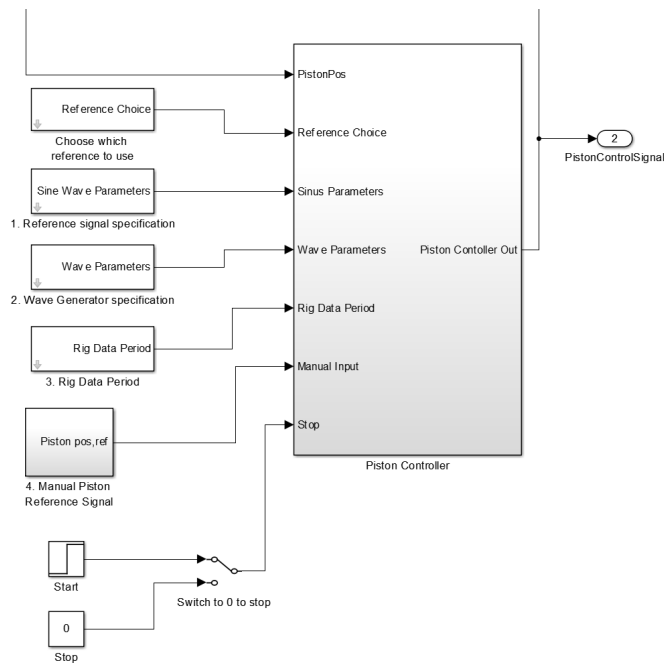 PistonPos
Reference Choice
Choose which
reference to use
Reference Choice
2
PistonControlSignal
Sine Wave Parameters
1. Reference signal specification
Sinus Parameters
Wave Parameters
2. Wave Generator specification
Wave Parameters
Piston Contoller Out
Rig Data Period
3. Rig Data Period
Rig Data Period
Manual Input
Piston pos,ref
4. Manual Piston
Reference Signal
Stop
Piston Controller
Start
Switch to 0 to stop
0
Stop